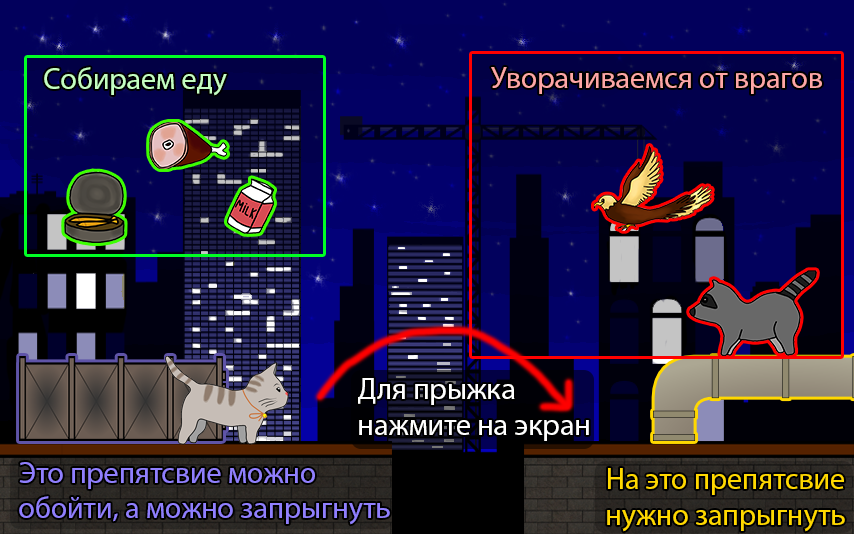 Собираем еду
Уворачиваемся от врагов
MILK
Для прыжка
нажмите на экран
Это препятсвие можно
обойти, а можно запрыгнуть
На это препятсвие
нужно запрыгнуть